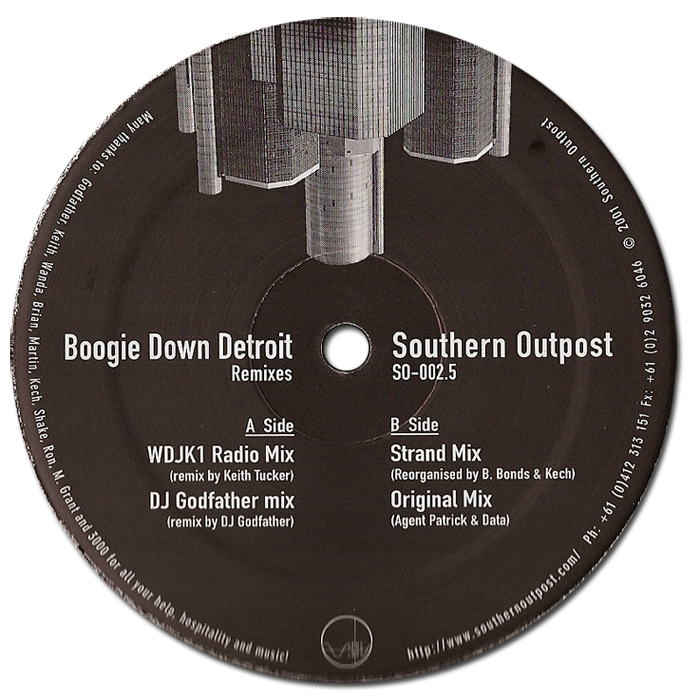 Boogie Down Detroit
Remixes
A Side
WDJK1 Radio Mix
(remix by Keith Tucker)
DJ Godfather mix
(remix by DJ Godfather)
Southern Outpost
SO-002.5
B Side
Strand Mix
(Reorganised by B. Bonds & Kech)
Original Mix
(Agent Patrick & Data)
Many thanks to: Godfather, Keith, Wanda, Brian, Martin, Kech, Shake, Ron, M. Grant and 3000 for all your help, hospitality and music!
http://www.southernoutpost.com/ Ph: +61 (0)412 313 151 Fx: +61 (0)2 9032 6046 © 2001 Southern Outpost